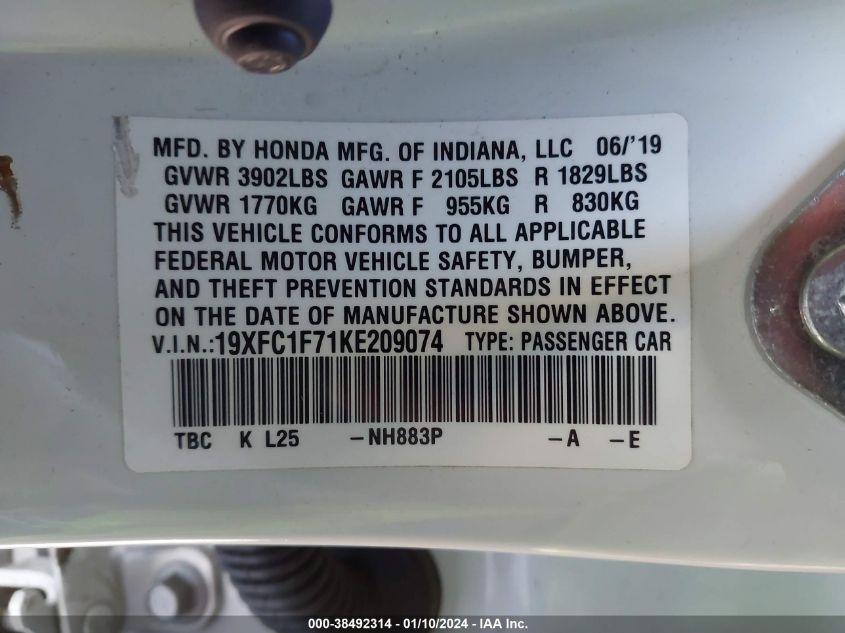 MFD. BY HONDA MFG. OF INDIANA, LLC 06/'19
GVWR 3902LBS GAWR F 2105LBS R 1829LBS
GVWR 1770KG GAWR F 955KG R 830KG
THIS VEHICLE CONFORMS TO ALL APPLICABLE
FEDERAL MOTOR VEHICLE SAFETY, BUMPER,
AND THEFT PREVENTION STANDARDS IN EFFECT
ON THE DATE OF MANUFACTURE SHOWN ABOVE.
V.I.N.:19XFC1F71KE209074 TYPE: PASSENGER CAR
TBC K L25 -NH883P -A -E
000-38492314 - 01/10/2024 - IAA Inc.